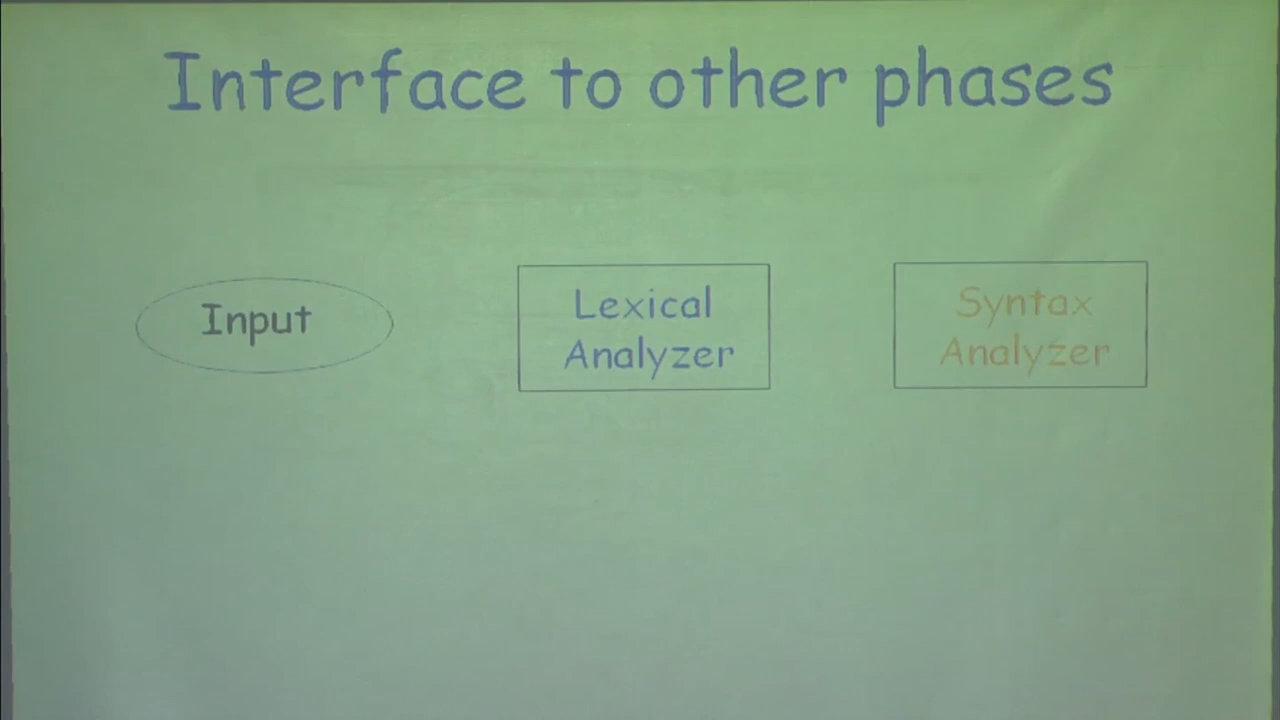 Interface to other phases
Input
Lexical
Analyzer
Syntax
Analyzer